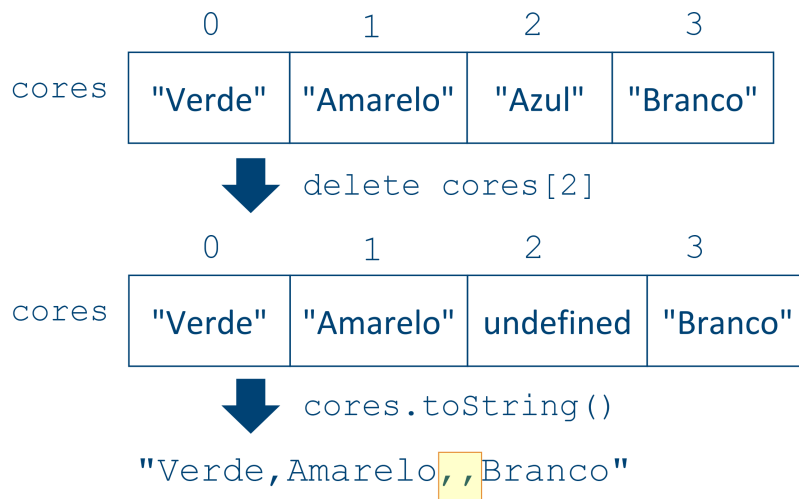 0 1 2 3
cores "Verde" "Amarelo" "Azul" "Branco"
delete cores[2]
0 1 2 3
cores "Verde" "Amarelo" undefined "Branco"
cores.toString()
"Verde,Amarelo,,Branco"